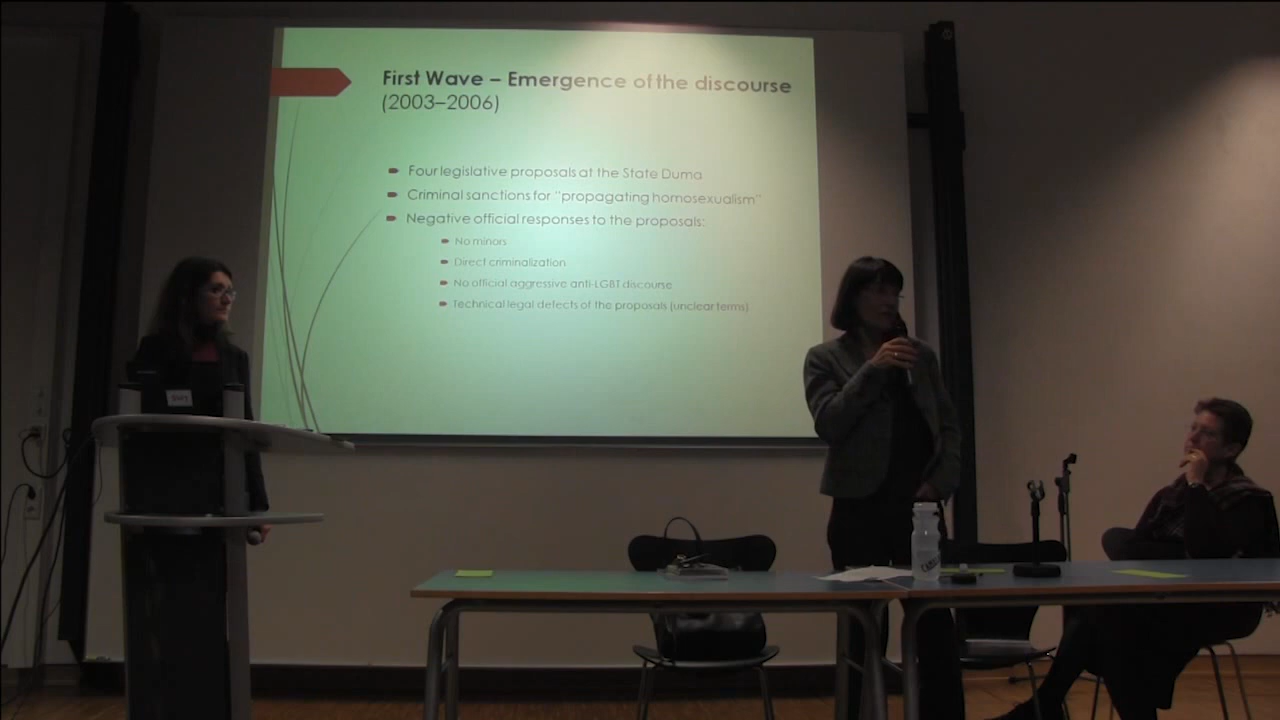 First Wave – Emergence of the discourse
(2003–2006)
Four legislative proposals at the State Duma
Criminal sanctions for “propagating homosexualism”
Negative official responses to the proposals:
No minors
Direct criminalization
No official aggressive anti-LGBT discourse
Technical legal defects of the proposals (unclear terms)